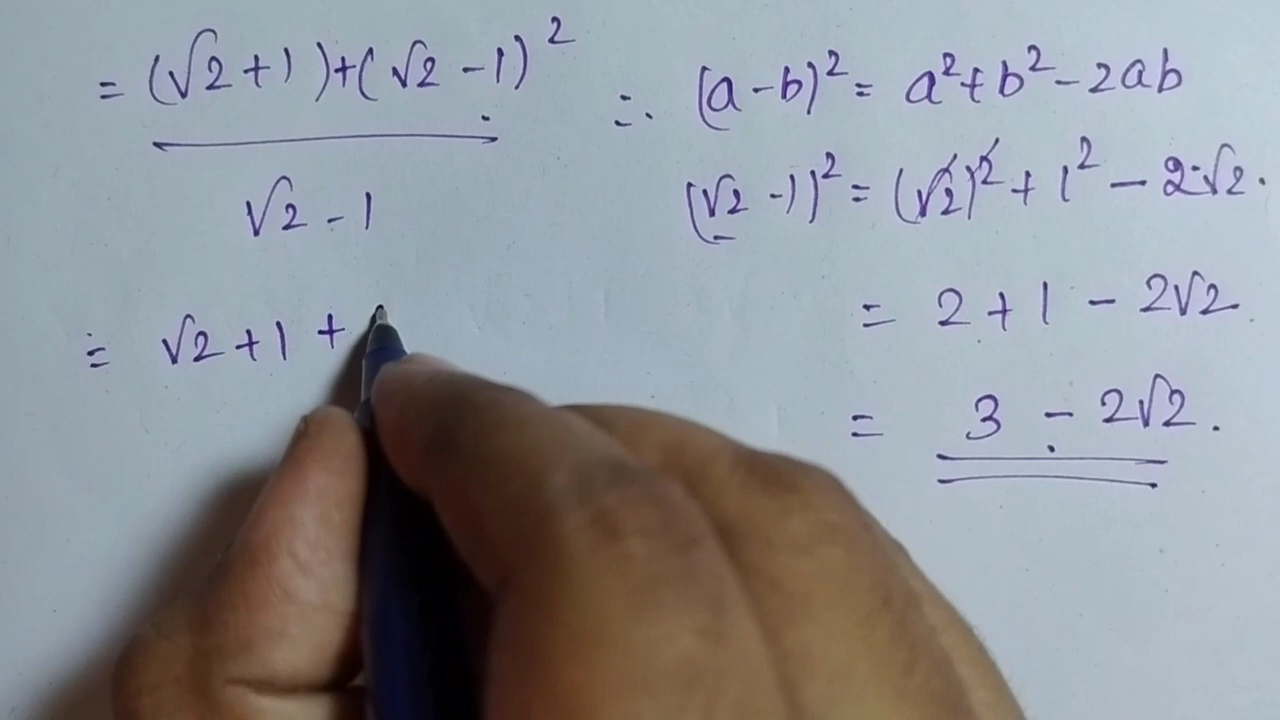 = (√2+1)+(√2-1)²
√2-1
= √2+1+
∴ (a-b)² = a²+b²-2ab
(√2-1)² = (√2)²+1²-2·√2.
= 2+1-2√2
= 3-2√2.